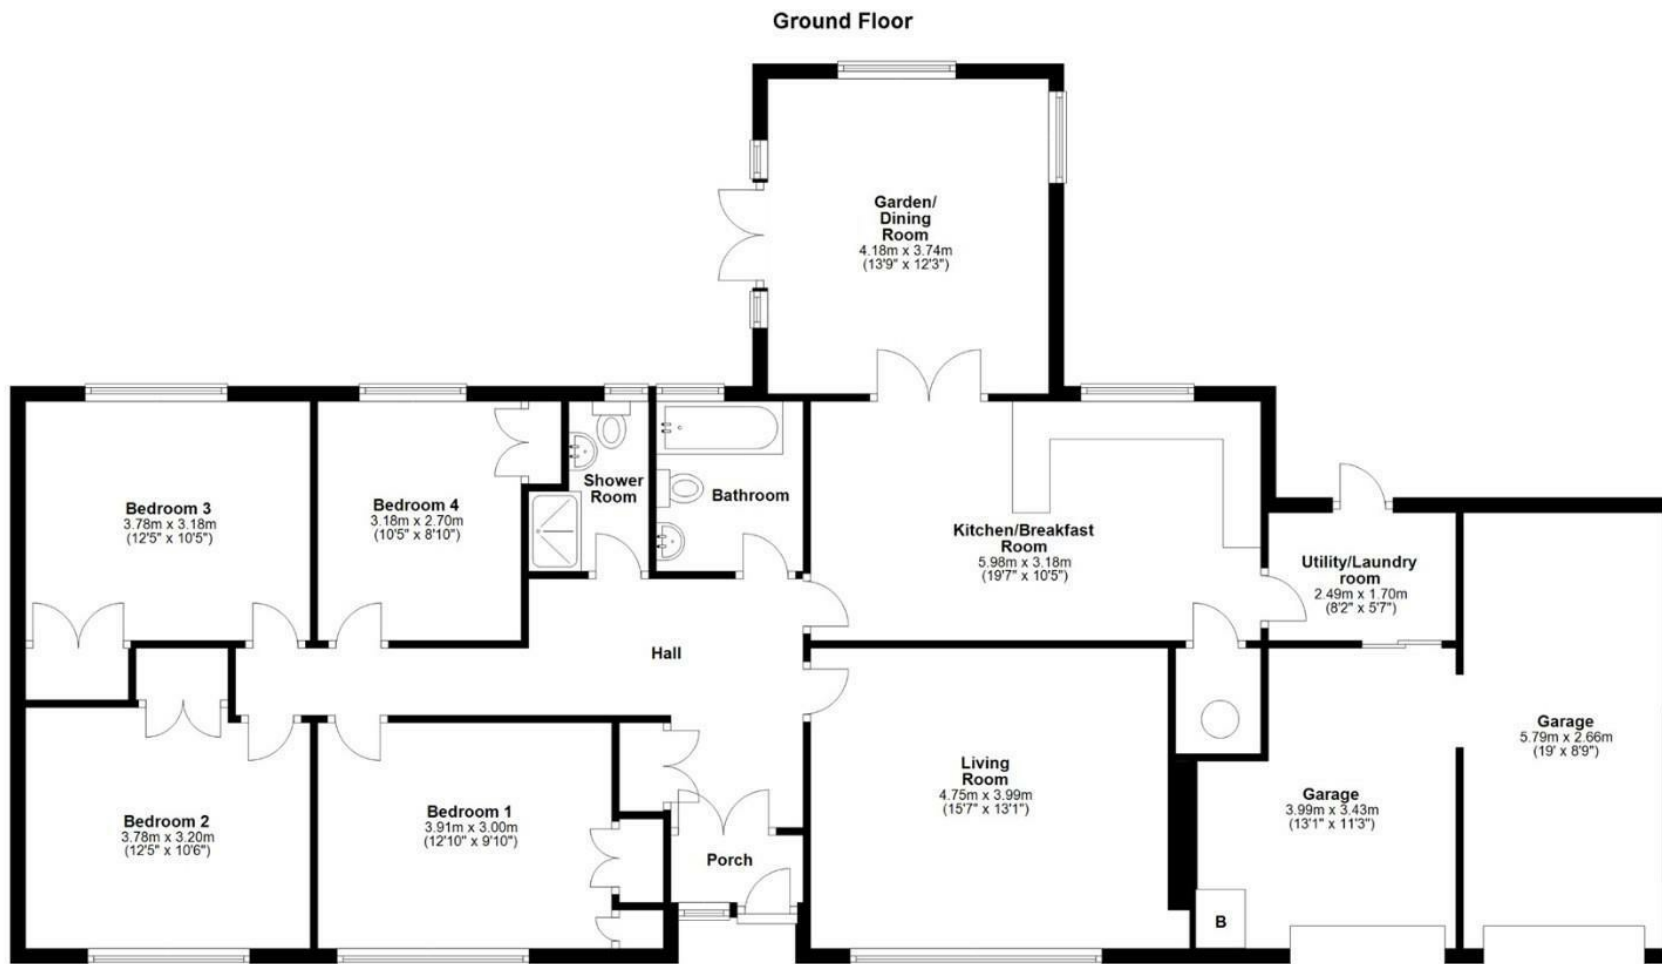 Ground Floor
Garden/
Dining
Room
4.18m x 3.74m
(13'9" x 12'3")
Bedroom 3
3.78m x 3.18m
(12'5" x 10'5")
Bedroom 4
3.18m x 2.70m
(10'5" x 8'10")
Shower
Room
Bathroom
Kitchen/Breakfast
Room
5.98m x 3.18m
(19'7" x 10'5")
Utility/Laundry
room
2.49m x 1.70m
(8'2" x 5'7")
Hall
Bedroom 2
3.78m x 3.20m
(12'5" x 10'6")
Bedroom 1
3.91m x 3.00m
(12'10" x 9'10")
Porch
Living
Room
4.75m x 3.99m
(15'7" x 13'1")
Garage
3.99m x 3.43m
(13'1" x 11'3")
B
Garage
5.79m x 2.66m
(19' x 8'9")